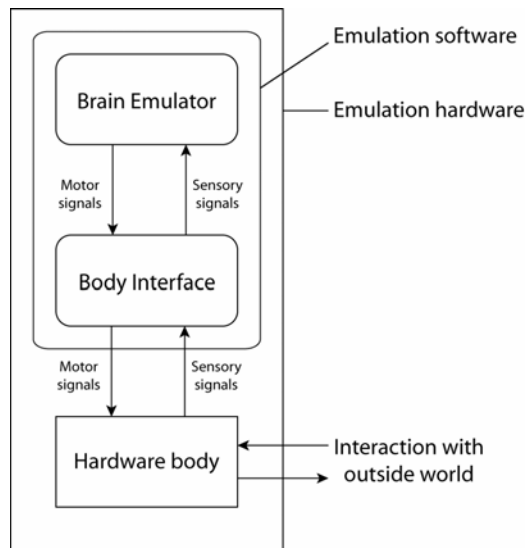 Emulation software
Brain Emulator
Emulation hardware
Motor
signals
Sensory
signals
Body Interface
Motor
signals
Sensory
signals
Hardware body
Interaction with
outside world